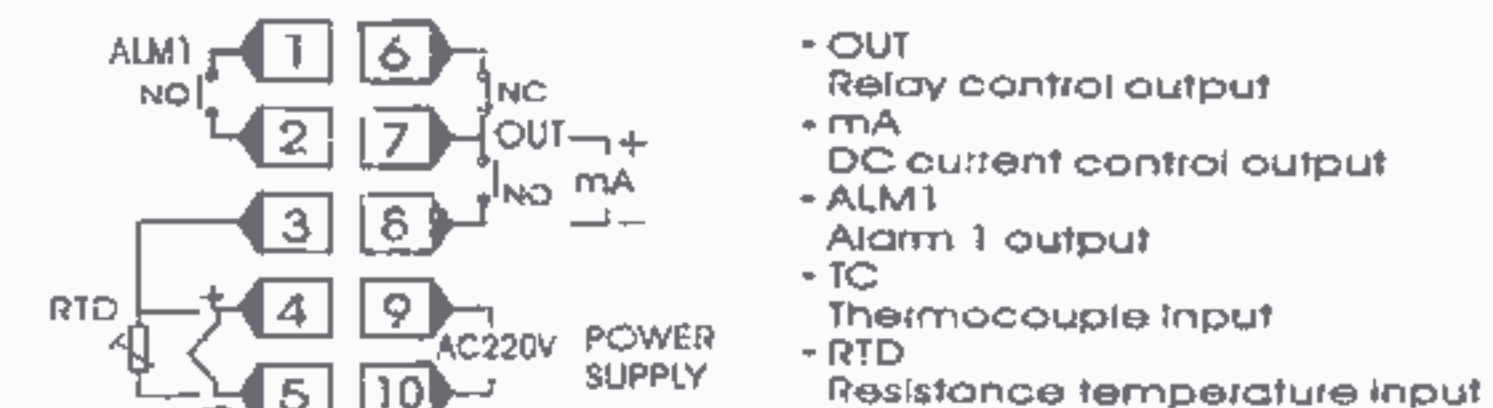 ALM1
NO
1
6
NC
2
7
OUT
+
mA
NO
-
3
8
RTD
+
4
9
AC220V
POWER
SUPPLY
5
10
- OUT
Relay control output
- mA
DC current control output
- ALM1
Alarm 1 output
- TC
Thermocouple input
- RTD
Resistance temperature input